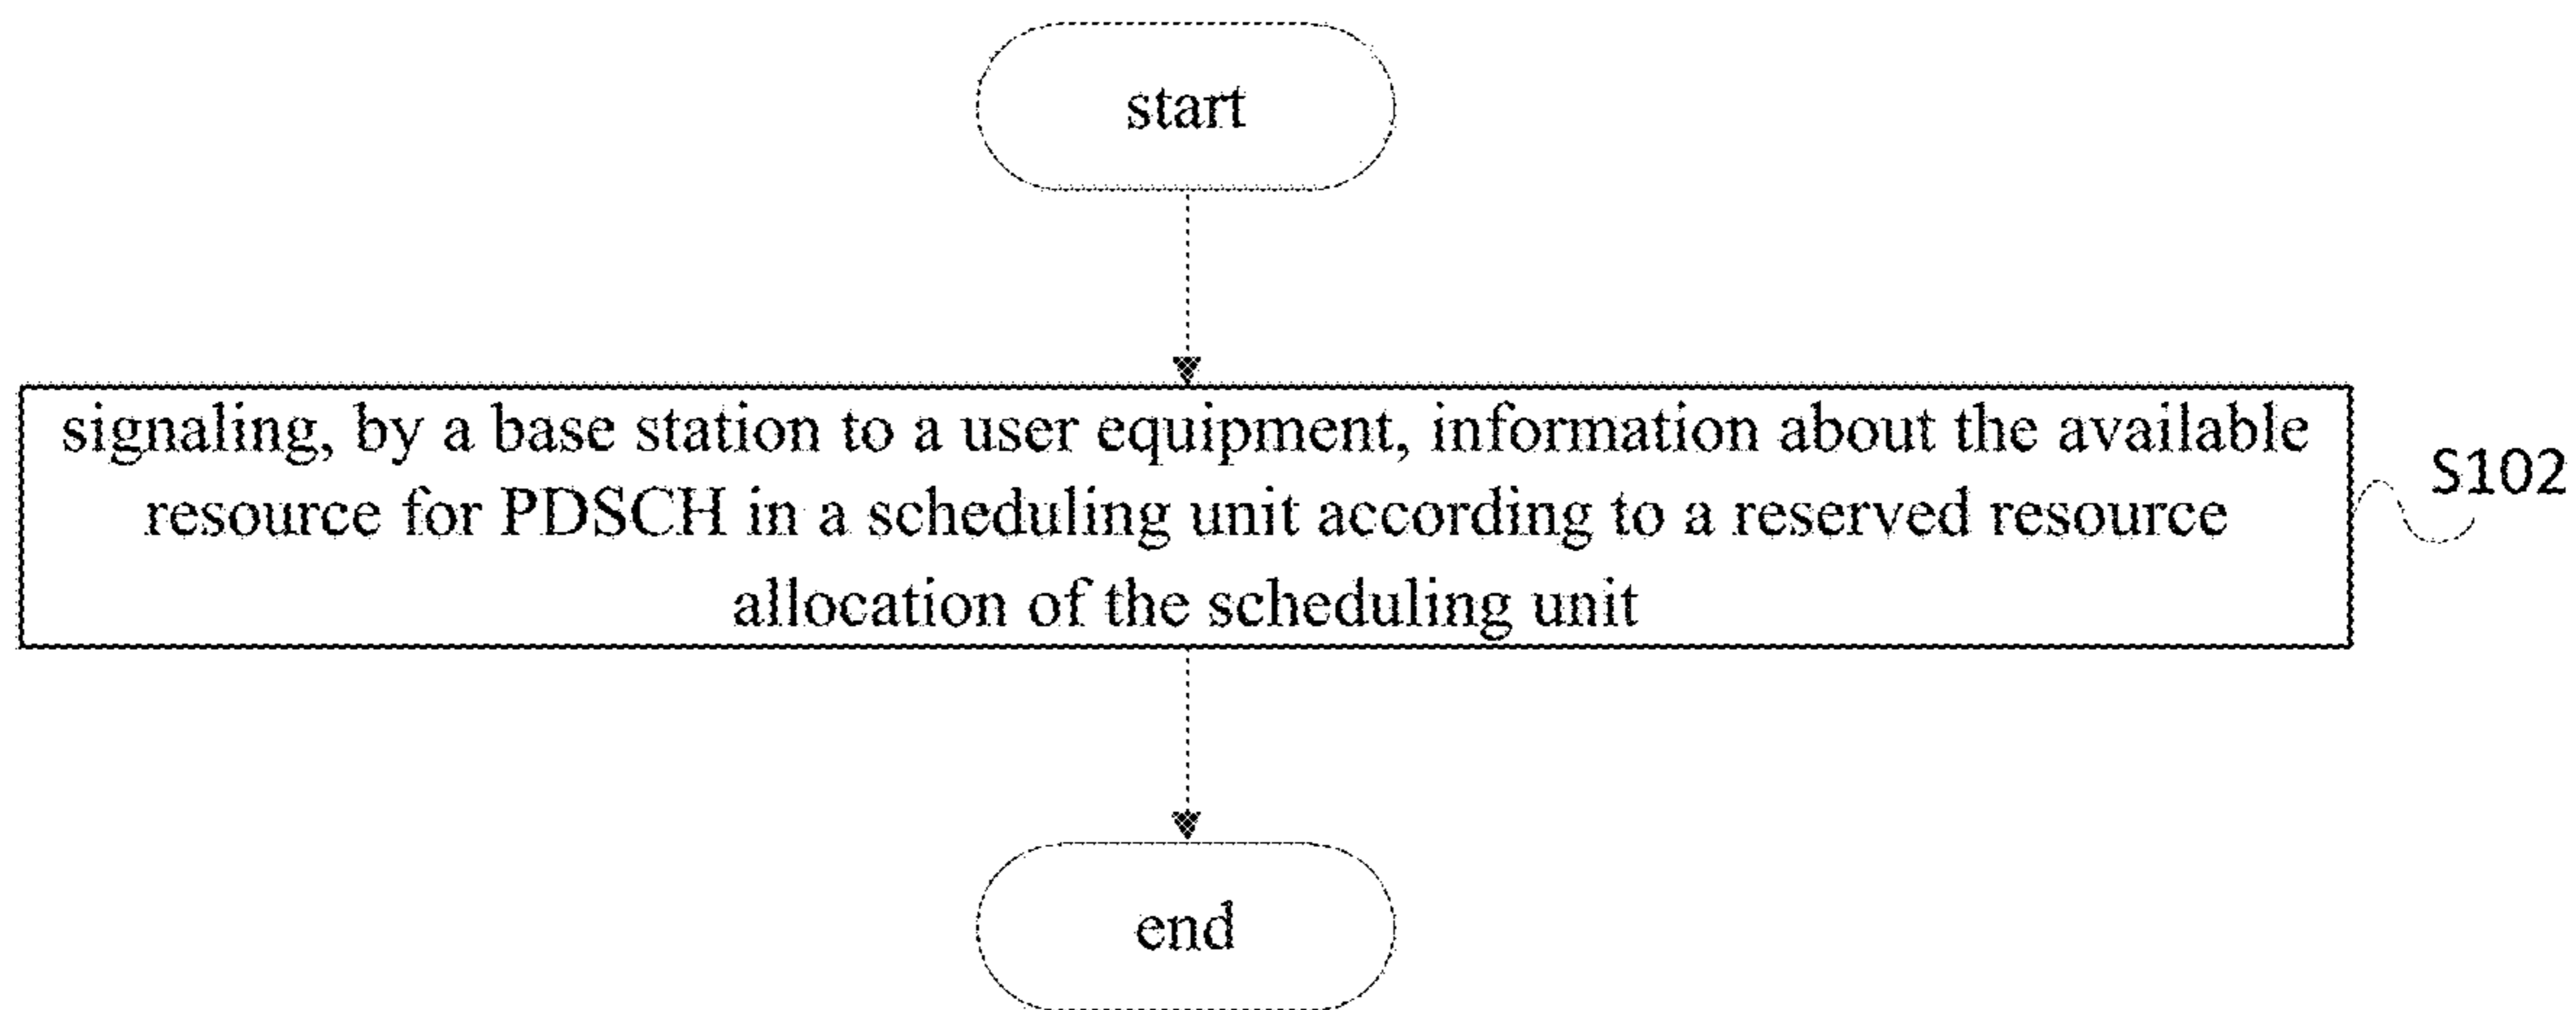 start
signaling, by a base station to a user equipment, information about the available
resource for PDSCH in a scheduling unit according to a reserved resource
allocation of the scheduling unit
S102
end